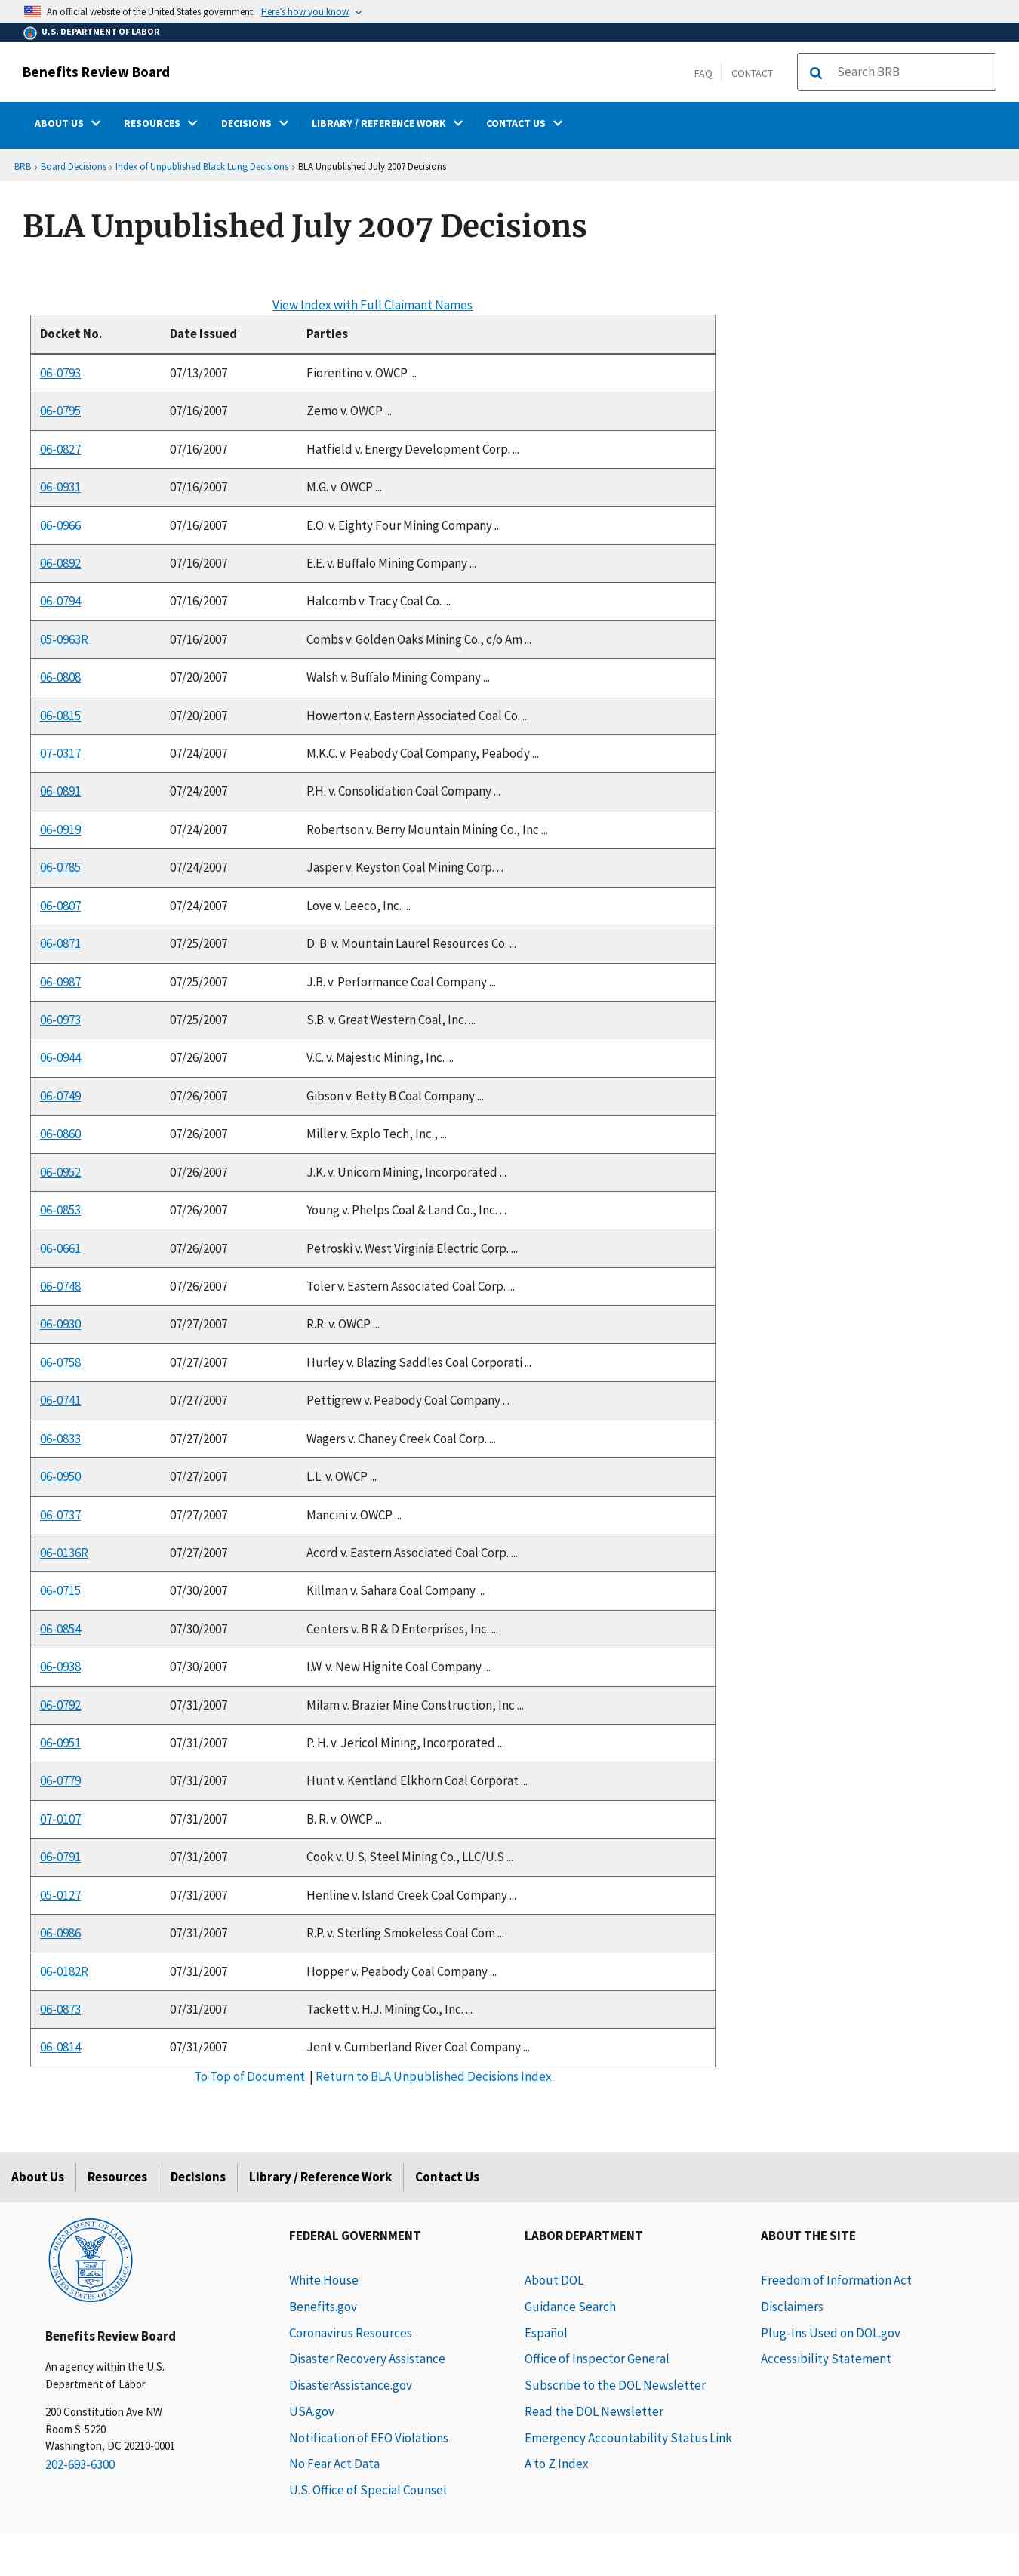 An official website of the United States government. Here's how you know
U.S. DEPARTMENT OF LABOR
Benefits Review Board
FAQ CONTACT Search BRB
ABOUT US RESOURCES DECISIONS LIBRARY / REFERENCE WORK CONTACT US
BRB › Board Decisions › Index of Unpublished Black Lung Decisions › BLA Unpublished July 2007 Decisions
BLA Unpublished July 2007 Decisions
View Index with Full Claimant Names
Docket No. Date Issued Parties
06-0793 07/13/2007 Fiorentino v. OWCP ...
06-0795 07/16/2007 Zemo v. OWCP ...
06-0827 07/16/2007 Hatfield v. Energy Development Corp. ...
06-0931 07/16/2007 M.G. v. OWCP ...
06-0966 07/16/2007 E.O. v. Eighty Four Mining Company ...
06-0892 07/16/2007 E.E. v. Buffalo Mining Company ...
06-0794 07/16/2007 Halcomb v. Tracy Coal Co. ...
05-0963R 07/16/2007 Combs v. Golden Oaks Mining Co., c/o Am ...
06-0808 07/20/2007 Walsh v. Buffalo Mining Company ...
06-0815 07/20/2007 Howerton v. Eastern Associated Coal Co. ...
07-0317 07/24/2007 M.K.C. v. Peabody Coal Company, Peabody ...
06-0891 07/24/2007 P.H. v. Consolidation Coal Company ...
06-0919 07/24/2007 Robertson v. Berry Mountain Mining Co., Inc ...
06-0785 07/24/2007 Jasper v. Keyston Coal Mining Corp. ...
06-0807 07/24/2007 Love v. Leeco, Inc. ...
06-0871 07/25/2007 D. B. v. Mountain Laurel Resources Co. ...
06-0987 07/25/2007 J.B. v. Performance Coal Company ...
06-0973 07/25/2007 S.B. v. Great Western Coal, Inc. ...
06-0944 07/26/2007 V.C. v. Majestic Mining, Inc. ...
06-0749 07/26/2007 Gibson v. Betty B Coal Company ...
06-0860 07/26/2007 Miller v. Explo Tech, Inc., ...
06-0952 07/26/2007 J.K. v. Unicorn Mining, Incorporated ...
06-0853 07/26/2007 Young v. Phelps Coal & Land Co., Inc. ...
06-0661 07/26/2007 Petroski v. West Virginia Electric Corp. ...
06-0748 07/26/2007 Toler v. Eastern Associated Coal Corp. ...
06-0930 07/27/2007 R.R. v. OWCP ...
06-0758 07/27/2007 Hurley v. Blazing Saddles Coal Corporati ...
06-0741 07/27/2007 Pettigrew v. Peabody Coal Company ...
06-0833 07/27/2007 Wagers v. Chaney Creek Coal Corp. ...
06-0950 07/27/2007 L.L. v. OWCP ...
06-0737 07/27/2007 Mancini v. OWCP ...
06-0136R 07/27/2007 Acord v. Eastern Associated Coal Corp. ...
06-0715 07/30/2007 Killman v. Sahara Coal Company ...
06-0854 07/30/2007 Centers v. B R & D Enterprises, Inc. ...
06-0938 07/30/2007 I.W. v. New Hignite Coal Company ...
06-0792 07/31/2007 Milam v. Brazier Mine Construction, Inc ...
06-0951 07/31/2007 P. H. v. Jericol Mining, Incorporated ...
06-0779 07/31/2007 Hunt v. Kentland Elkhorn Coal Corporat ...
07-0107 07/31/2007 B. R. v. OWCP ...
06-0791 07/31/2007 Cook v. U.S. Steel Mining Co., LLC/U.S ...
05-0127 07/31/2007 Henline v. Island Creek Coal Company ...
06-0986 07/31/2007 R.P. v. Sterling Smokeless Coal Com ...
06-0182R 07/31/2007 Hopper v. Peabody Coal Company ...
06-0873 07/31/2007 Tackett v. H.J. Mining Co., Inc. ...
06-0814 07/31/2007 Jent v. Cumberland River Coal Company ...
To Top of Document | Return to BLA Unpublished Decisions Index
About Us Resources Decisions Library / Reference Work Contact Us
DEPARTMENT OF LABOR
UNITED STATES OF AMERICA
Benefits Review Board
An agency within the U.S.
Department of Labor
200 Constitution Ave NW
Room S-5220
Washington, DC 20210-0001
202-693-6300
FEDERAL GOVERNMENT
White House
Benefits.gov
Coronavirus Resources
Disaster Recovery Assistance
DisasterAssistance.gov
USA.gov
Notification of EEO Violations
No Fear Act Data
U.S. Office of Special Counsel
LABOR DEPARTMENT
About DOL
Guidance Search
Español
Office of Inspector General
Subscribe to the DOL Newsletter
Read the DOL Newsletter
Emergency Accountability Status Link
A to Z Index
ABOUT THE SITE
Freedom of Information Act
Disclaimers
Plug-Ins Used on DOL.gov
Accessibility Statement